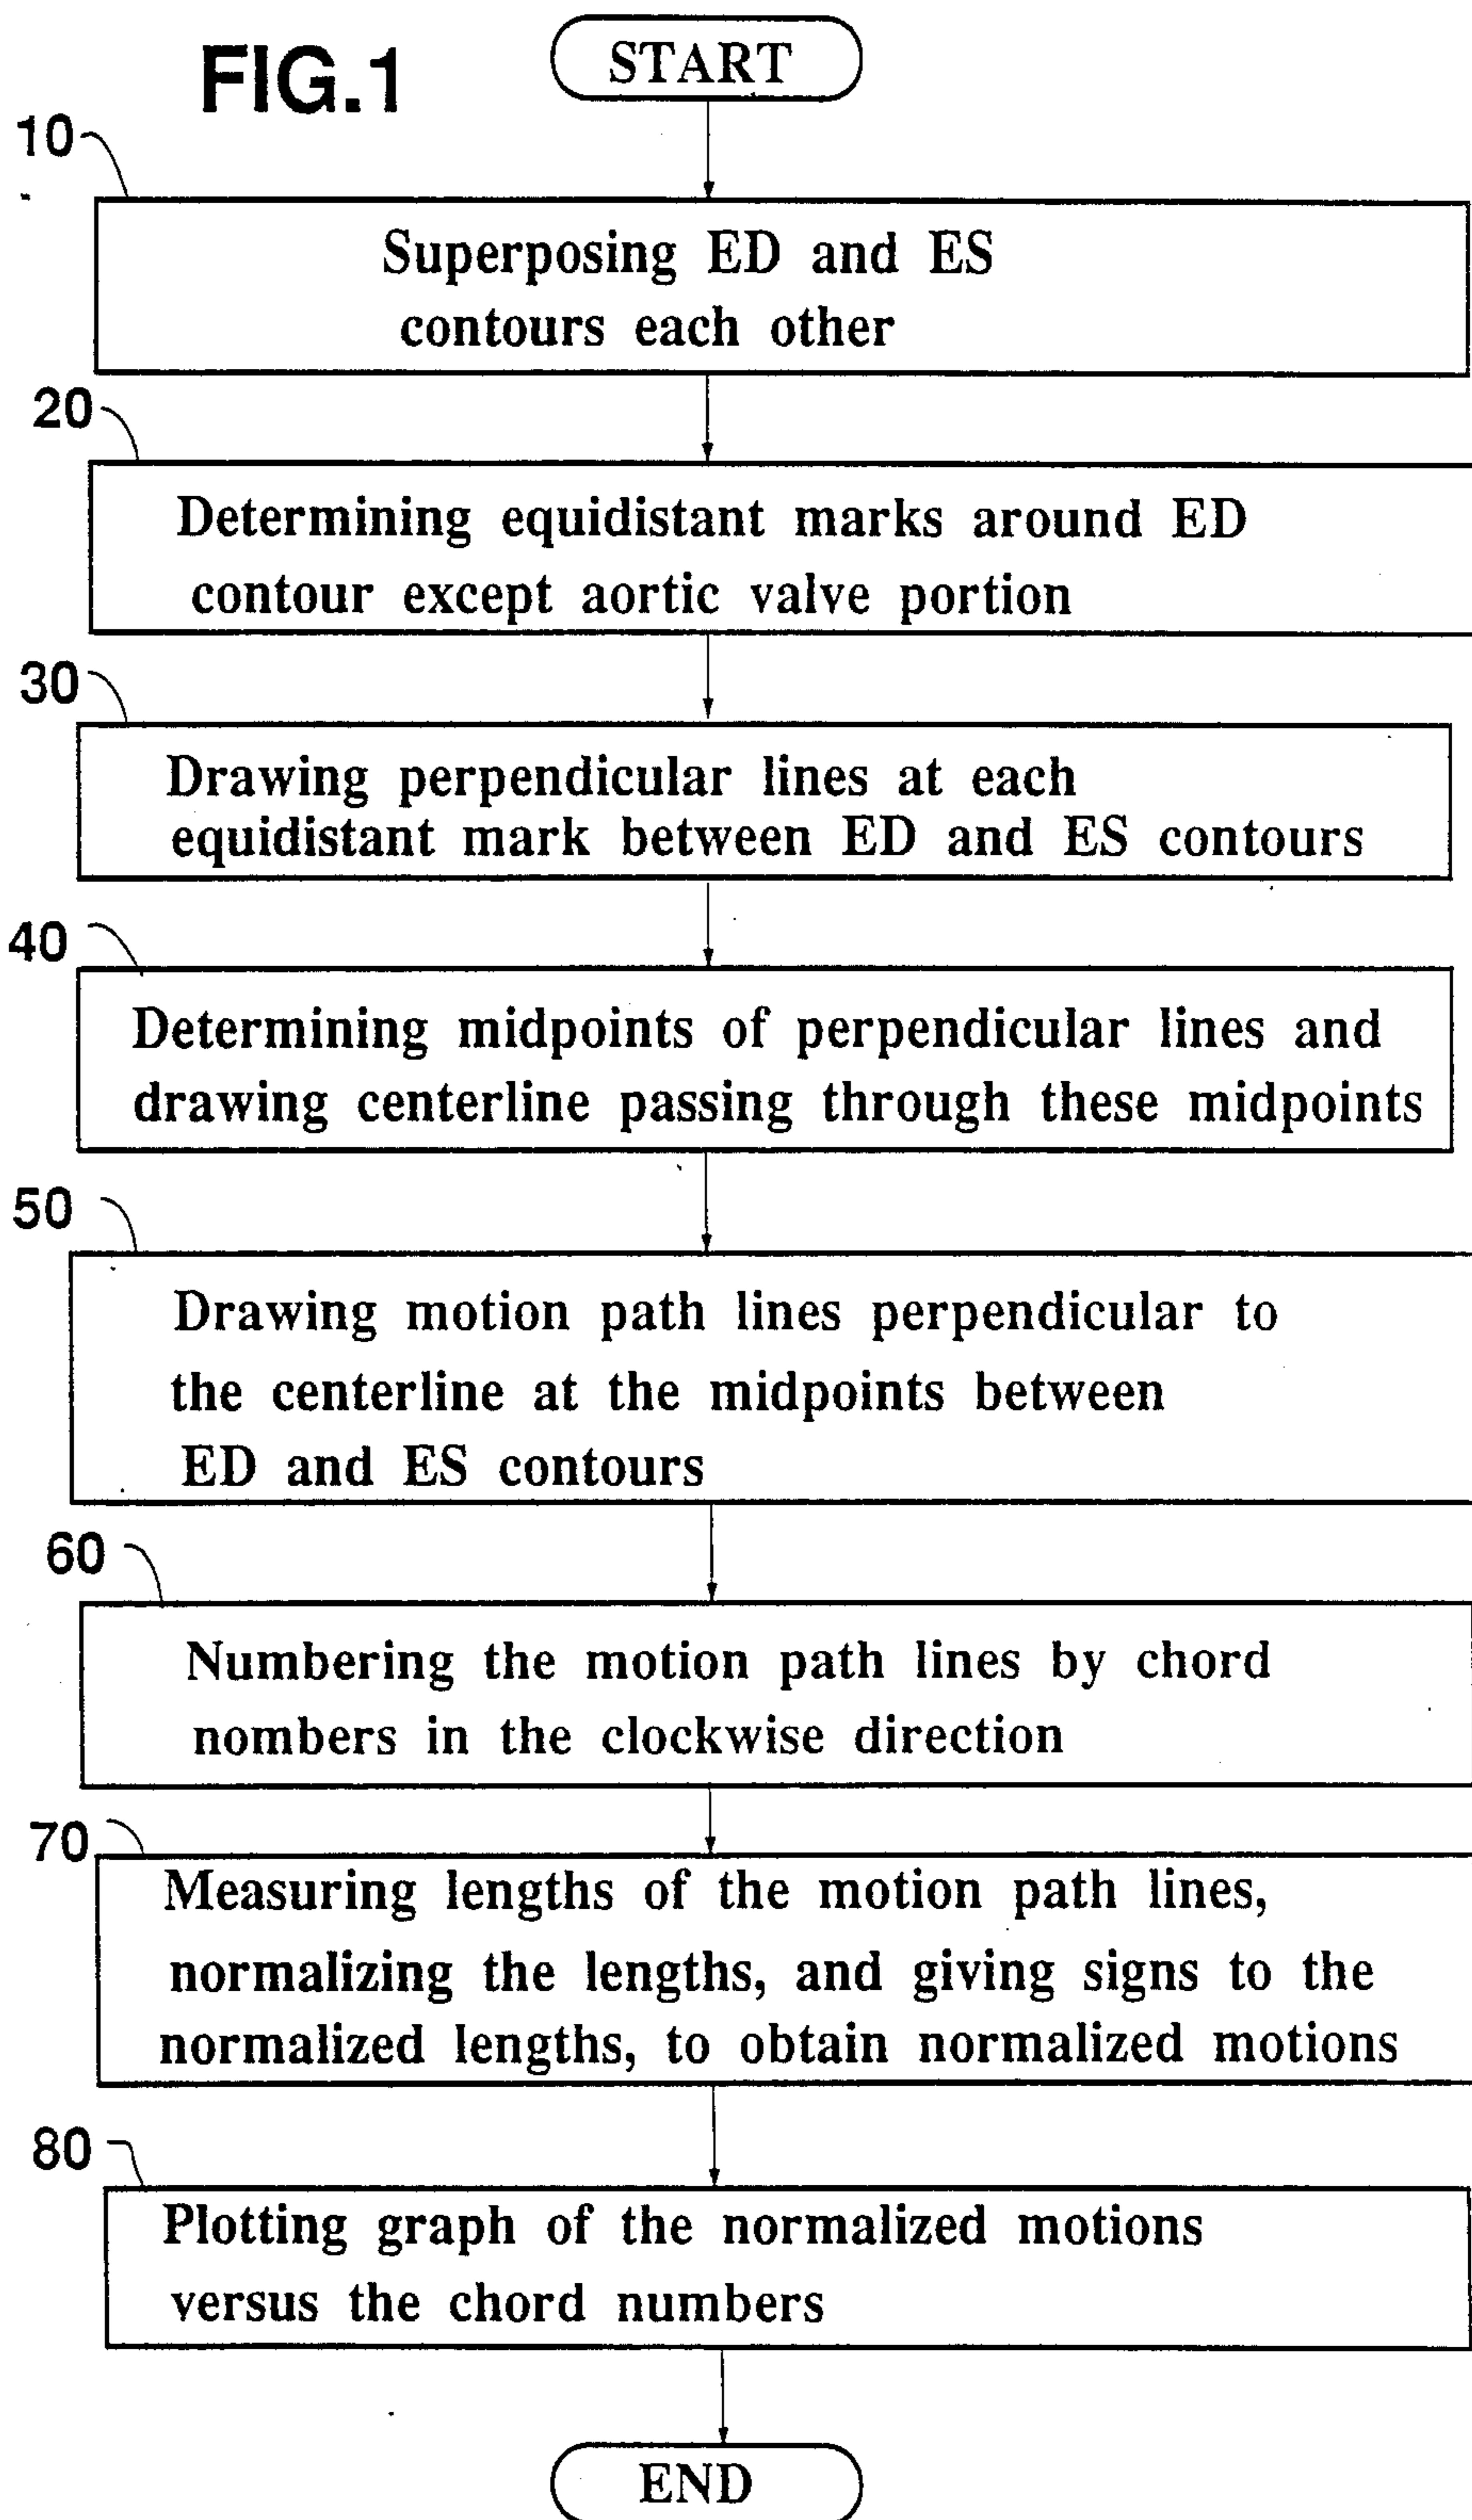 FIG.1
START
10
Superposing ED and ES
contours each other
20
Determining equidistant marks around ED
contour except aortic valve portion
30
Drawing perpendicular lines at each
equidistant mark between ED and ES contours
40
Determining midpoints of perpendicular lines and
drawing centerline passing through these midpoints
50
Drawing motion path lines perpendicular to
the centerline at the midpoints between
ED and ES contours
60
Numbering the motion path lines by chord
nombers in the clockwise direction
70
Measuring lengths of the motion path lines,
normalizing the lengths, and giving signs to the
normalized lengths, to obtain normalized motions
80
Plotting graph of the normalized motions
versus the chord numbers
END